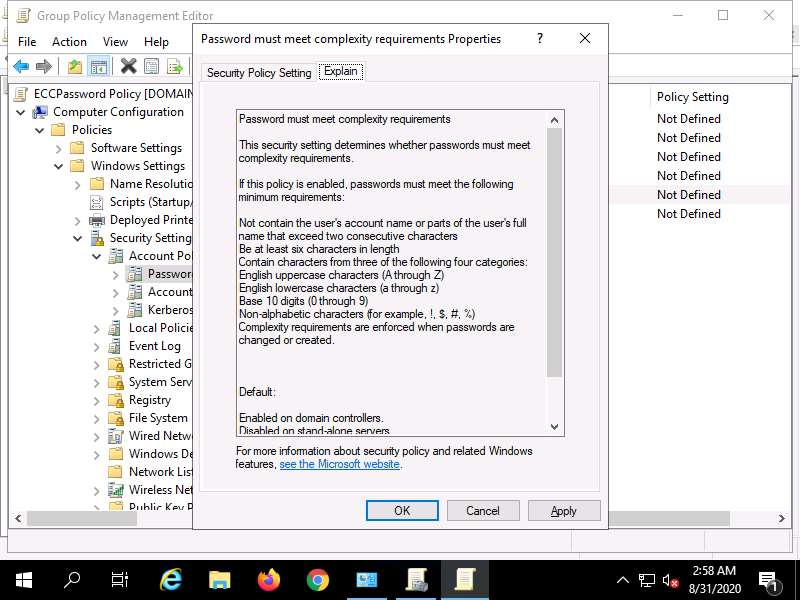 Group Policy Management Editor
File Action View Help
Password must meet complexity requirements Properties
?
Security Policy Setting
Explain
ECCPassword Policy [DOMAIN
Computer Configuration
Policies
Software Settings
Windows Settings
Name Resolutio
Scripts (Startup/
Deployed Printe
Security Setting
Account Pol
Passwor
Account
Kerberos
Local Policie
Event Log
Restricted G
System Serv
Registry
File System
Wired Netw
Windows De
Network List
Wireless Net
Public Key P
Password must meet complexity requirements
This security setting determines whether passwords must meet
complexity requirements.
If this policy is enabled, passwords must meet the following
minimum requirements:
Not contain the user's account name or parts of the user's full
name that exceed two consecutive characters
Be at least six characters in length
Contain characters from three of the following four categories:
English uppercase characters (A through Z)
English lowercase characters (a through z)
Base 10 digits (0 through 9)
Non-alphabetic characters (for example, !, $, #, %)
Complexity requirements are enforced when passwords are
changed or created.
Default:
Enabled on domain controllers.
Disabled on stand-alone servers
For more information about security policy and related Windows
features, see the Microsoft website.
OK
Cancel
Apply
Policy Setting
Not Defined
Not Defined
Not Defined
Not Defined
Not Defined
Not Defined
2:58 AM
8/31/2020
1